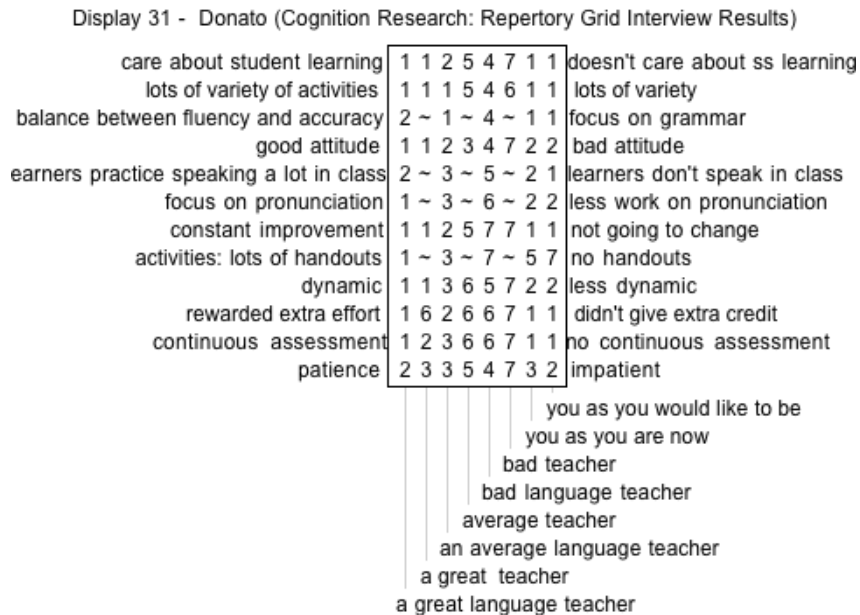 Display 31 - Donato (Cognition Research: Repertory Grid Interview Results)
care about student learning 1 1 2 5 4 7 1 1 doesn't care about ss learning
lots of variety of activities 1 1 1 5 4 6 1 1 lots of variety
balance between fluency and accuracy 2 ~ 1 ~ 4 ~ 1 1 focus on grammar
good attitude 1 1 2 3 4 7 2 2 bad attitude
earners practice speaking a lot in class 2 ~ 3 ~ 5 ~ 2 1 learners don't speak in class
focus on pronunciation 1 ~ 3 ~ 6 ~ 2 2 less work on pronunciation
constant improvement 1 1 2 5 7 7 1 1 not going to change
activities: lots of handouts 1 ~ 3 ~ 7 ~ 5 7 no handouts
dynamic 1 1 3 6 5 7 2 2 less dynamic
rewarded extra effort 1 6 2 6 6 7 1 1 didn't give extra credit
continuous assessment 1 2 3 6 6 7 1 1 no continuous assessment
patience 2 3 3 5 4 7 3 2 impatient
you as you would like to be
you as you are now
bad teacher
bad language teacher
average teacher
an average language teacher
a great teacher
a great language teacher